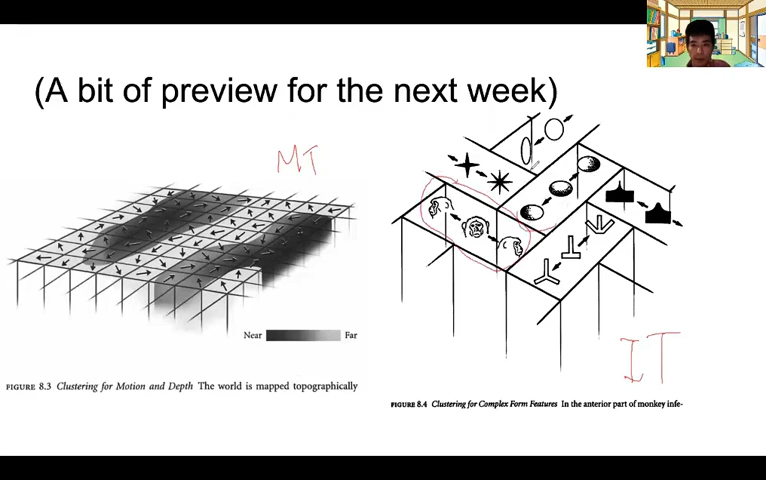 (A bit of preview for the next week)
MT
Near Far
FIGURE 8.3 Clustering for Motion and Depth The world is mapped topographically
IT
FIGURE 8.4 Clustering for Complex Form Features In the anterior part of monkey infe-